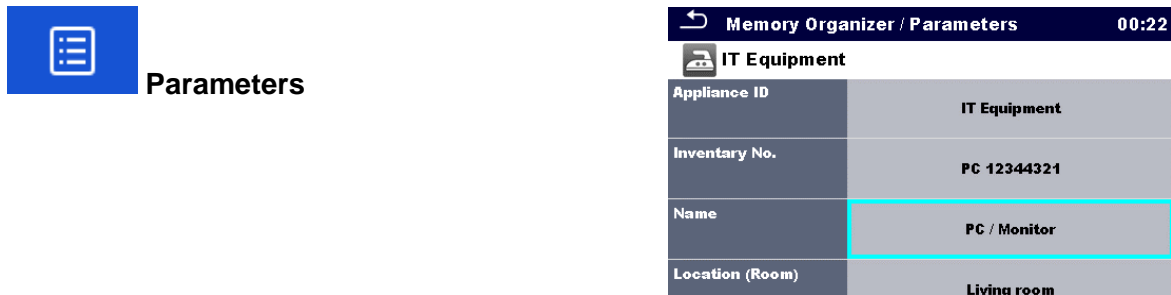 Parameters
Memory Organizer / Parameters 00:22
IT Equipment
Appliance ID IT Equipment
Inventary No. PC 12344321
Name PC / Monitor
Location (Room) Living room